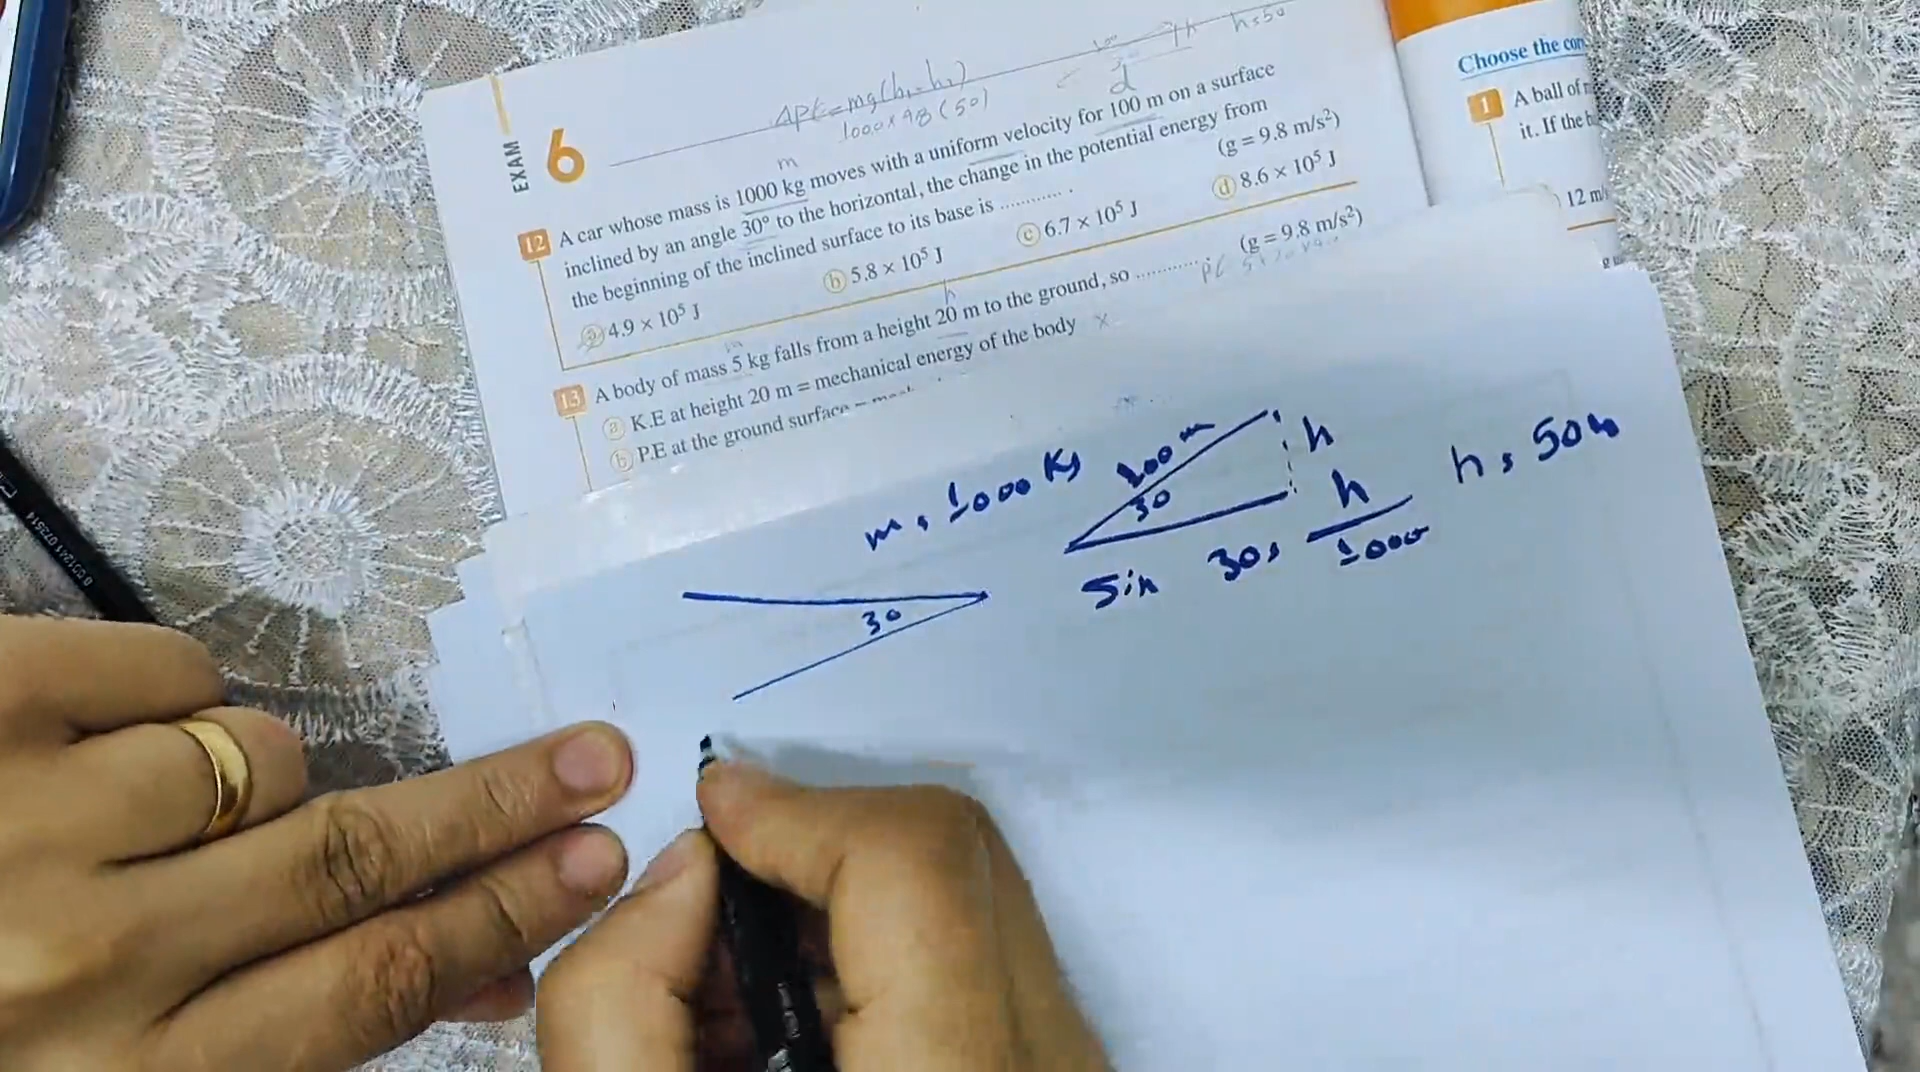 h=50
100
d
ΔPE=mg(h₂-h₁)
1000×9.8(50)
m
EXAM
6
12 A car whose mass is 1000 kg moves with a uniform velocity for 100 m on a surface
inclined by an angle 30° to the horizontal, the change in the potential energy from
the beginning of the inclined surface to its base is ............ .
(g = 9.8 m/s²)
a 4.9 × 10⁵ J
b 5.8 × 10⁵ J
c 6.7 × 10⁵ J
d 8.6 × 10⁵ J
h
m
13 A body of mass 5 kg falls from a height 20 m to the ground, so ............ .
(g = 9.8 m/s²)
a K.E at height 20 m = mechanical energy of the body x
b P.E at the ground surface =
Choose the
1 A ball of
it. If the
12 m/
m, 1000 Kg
100 m
30
h
Sin 30, h
1000
h, 50
30
0 051241 073514